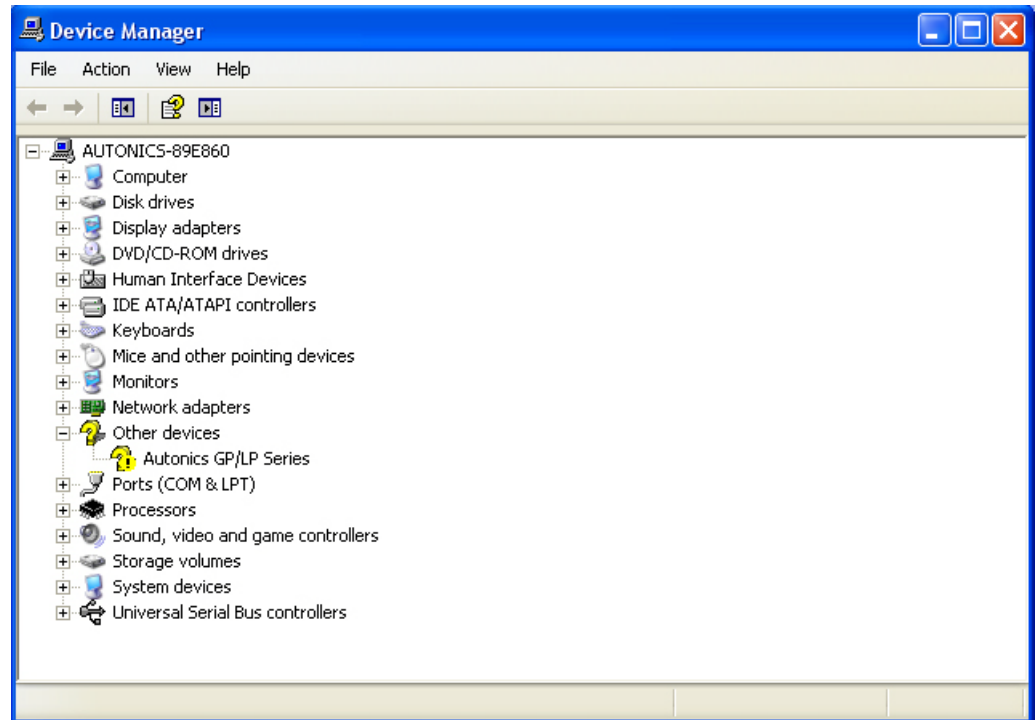 Device Manager
File Action View Help
AUTONICS-89E860
Computer
Disk drives
Display adapters
DVD/CD-ROM drives
Human Interface Devices
IDE ATA/ATAPI controllers
Keyboards
Mice and other pointing devices
Monitors
Network adapters
Other devices
Autonics GP/LP Series
Ports (COM & LPT)
Processors
Sound, video and game controllers
Storage volumes
System devices
Universal Serial Bus controllers